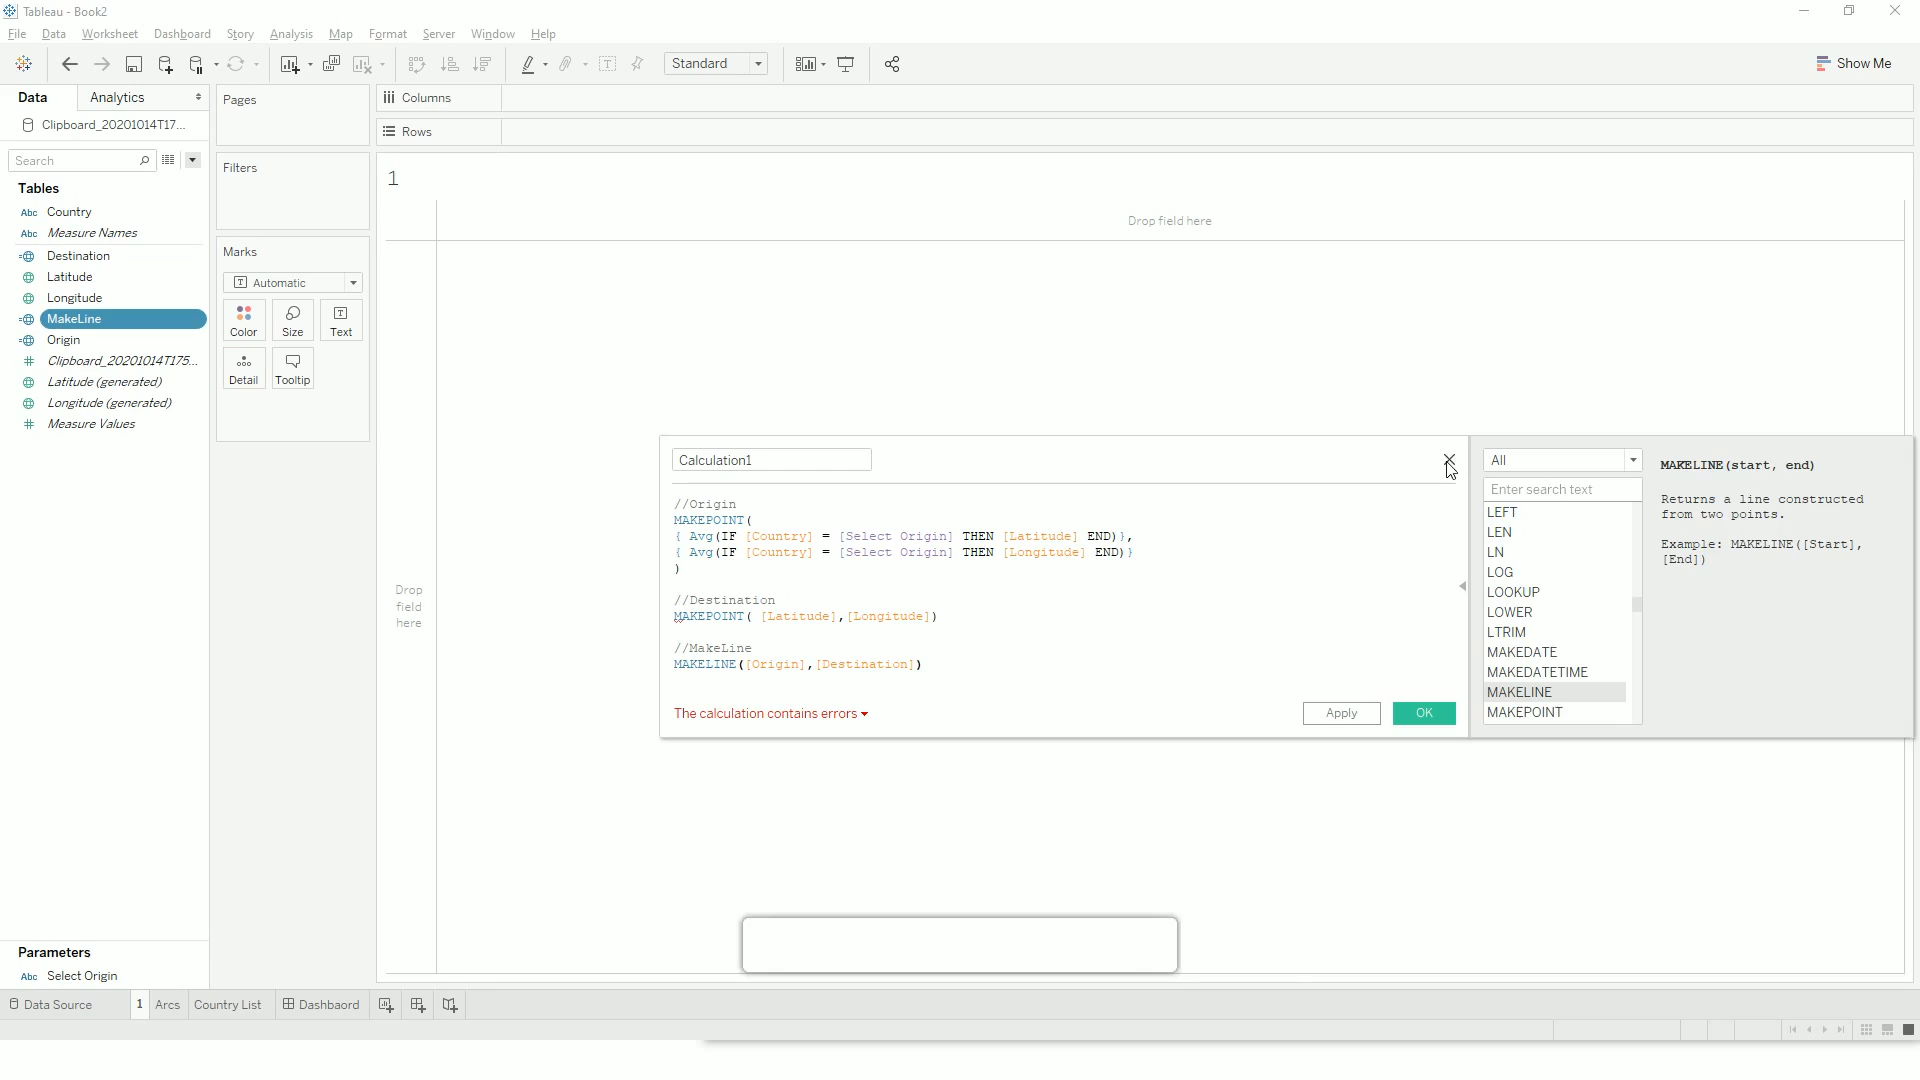 Tableau - Book2
File Data Worksheet Dashboard Story Analysis Map Format Server Window Help
Standard
Show Me
Data Analytics
Pages
Columns
Clipboard_20201014T17...
Rows
Search
Filters
1
Tables
Abc Country
Drop field here
Abc Measure Names
Marks
Destination
Latitude
Automatic
Longitude
MakeLine
Color Size Text
Origin
Clipboard_20201014T175...
Detail Tooltip
Latitude (generated)
Longitude (generated)
Measure Values
Drop
field
here
Calculation1
//Origin
MAKEPOINT(
{ Avg(IF [Country] = [Select Origin] THEN [Latitude] END)},
{ Avg(IF [Country] = [Select Origin] THEN [Longitude] END)}
)
//Destination
MAKEPOINT( [Latitude],[Longitude])
//MakeLine
MAKELINE([Origin],[Destination])
The calculation contains errors
Apply OK
All
Enter search text
LEFT
LEN
LN
LOG
LOOKUP
LOWER
LTRIM
MAKEDATE
MAKEDATETIME
MAKELINE
MAKEPOINT
MAKELINE(start, end)
Returns a line constructed
from two points.
Example: MAKELINE([Start],
[End])
Parameters
Abc Select Origin
Data Source 1 Arcs Country List Dashbaord